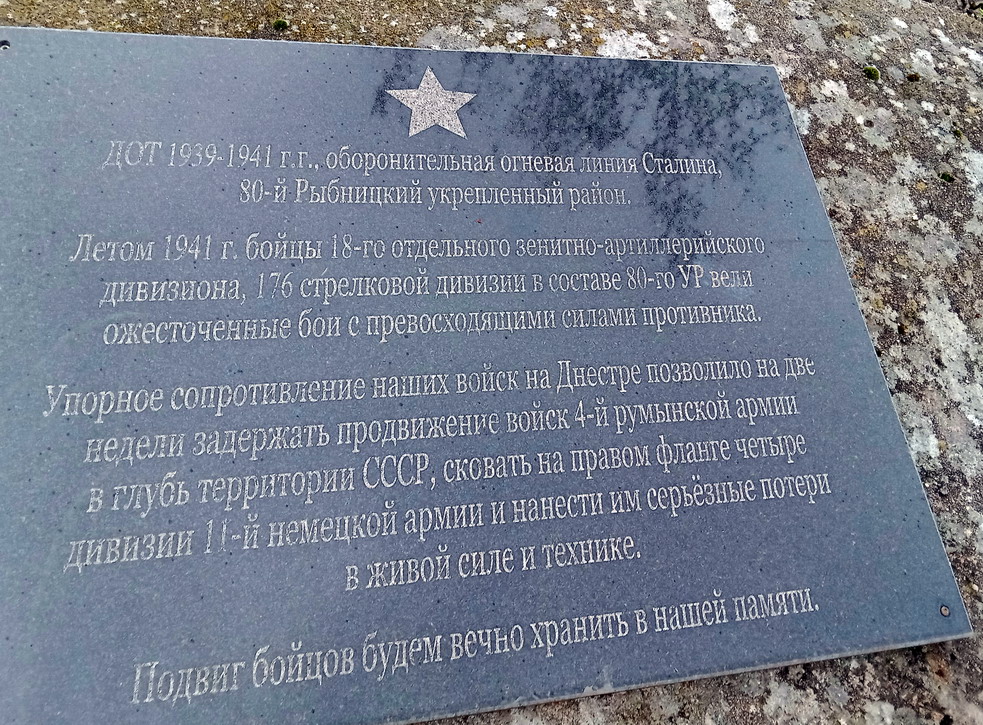 ДОТ 1939-1941 г.г., оборонительная огневая линия Сталина,
80-й Рыбницкий укрепленный район.
Летом 1941 г. бойцы 18-го отдельного зенитно-артиллерийского
дивизиона, 176 стрелковой дивизии в составе 80-го УР вели
ожесточенные бои с превосходящими силами противника.
Упорное сопротивление наших войск на Днестре позволило на две
недели задержать продвижение войск 4-й румынской армии
в глубь территории СССР, сковать на правом фланге четыре
дивизии 11-й немецкой армии и нанести им серьёзные потери
в живой силе и технике.
Подвиг бойцов будем вечно хранить в нашей памяти.